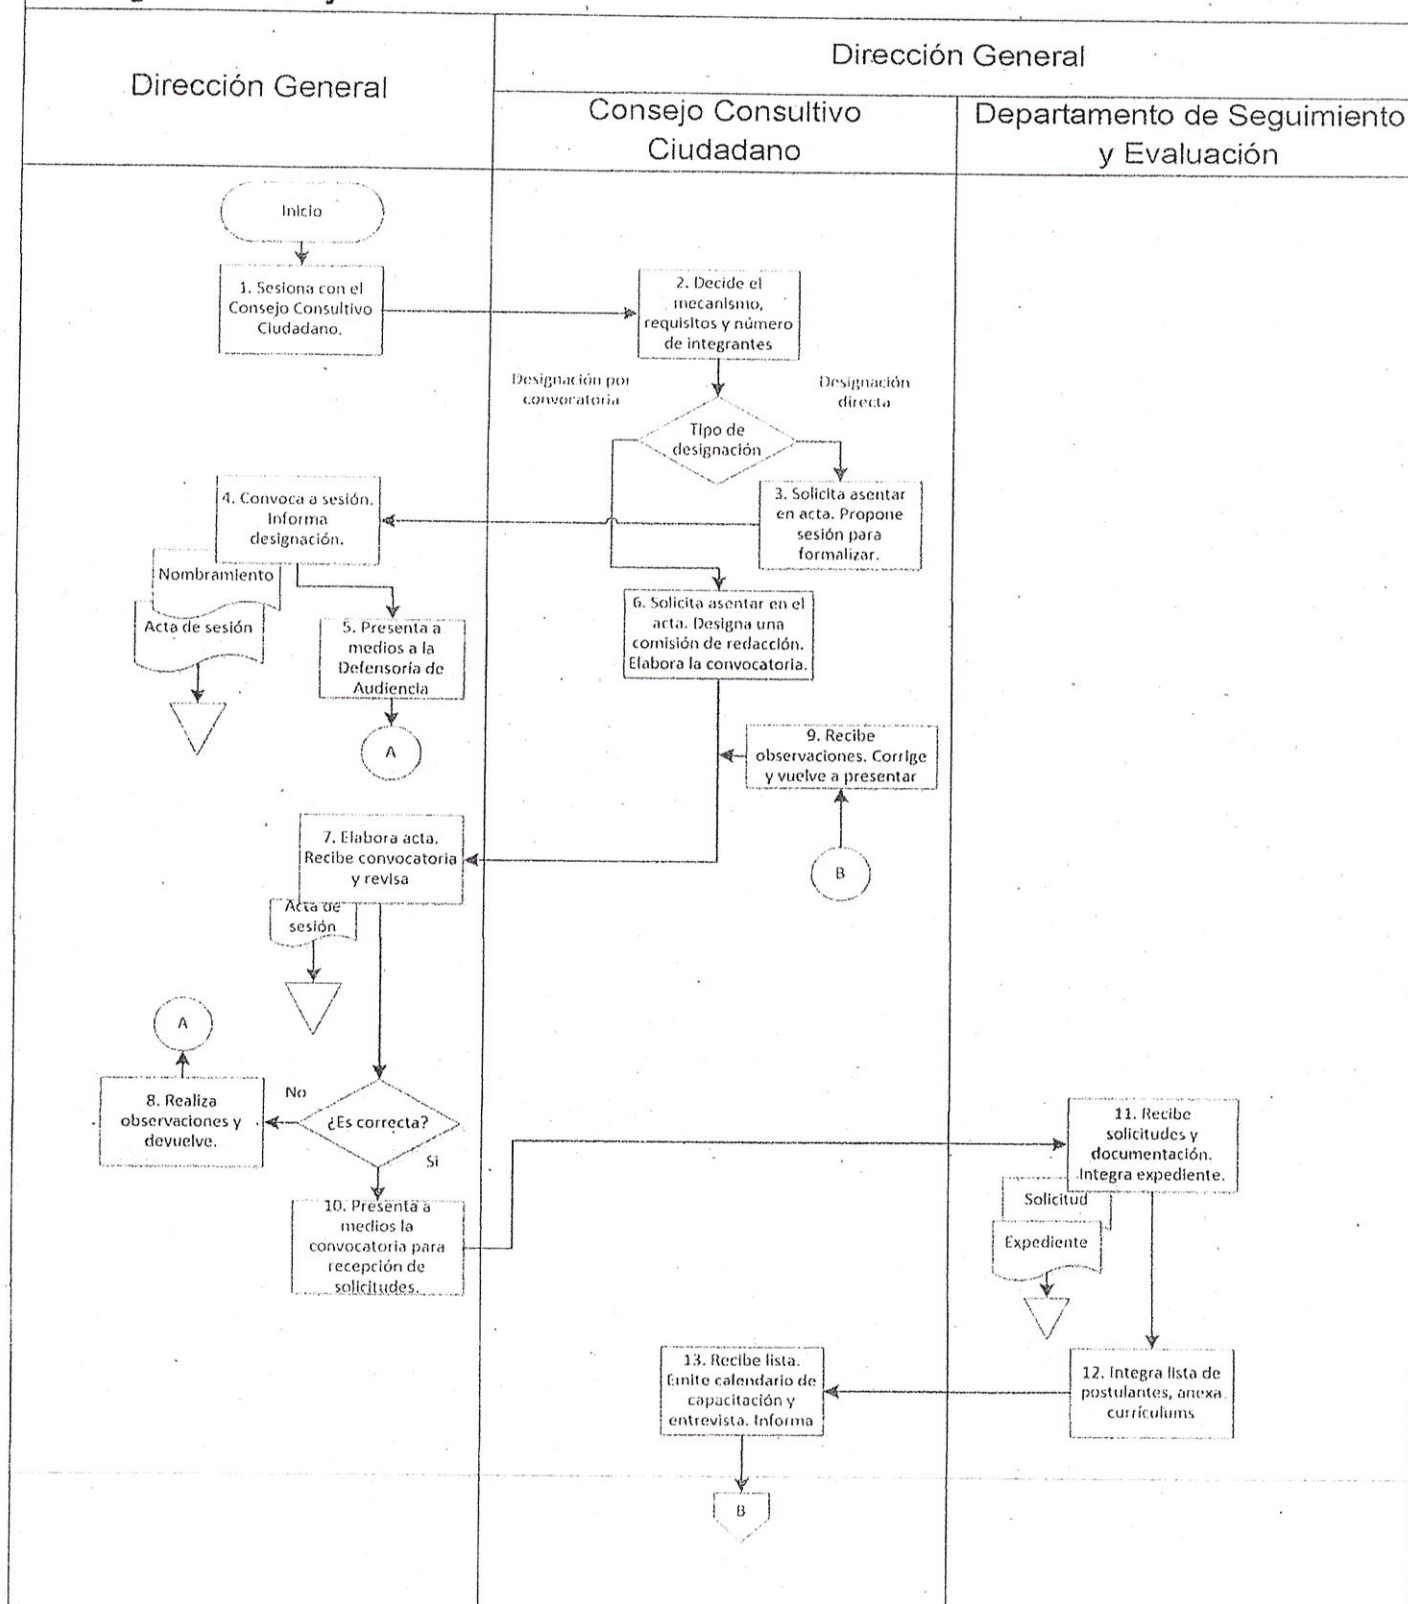 Dirección General
Dirección General
Consejo Consultivo
Ciudadano
Departamento de Seguimiento
y Evaluación
Inicio
1. Sesiona con el
Consejo Consultivo
Ciudadano.
2. Decide el
mecanismo,
requisitos y número
de integrantes
Designación por
convocatoria
Designación
directa
Tipo de
designación
3. Solicita asentar
en acta. Propone
sesión para
formalizar.
4. Convoca a sesión.
Informa
designación.
Nombramiento
Acta de sesión
5. Presenta a
medios a la
Defensoría de
Audiencia
A
6. Solicita asentar en el
acta. Designa una
comisión de redacción.
Elabora la convocatoria.
9. Recibe
observaciones. Corrige
y vuelve a presentar
B
7. Elabora acta.
Recibe convocatoria
y revisa
Acta de
sesión
A
8. Realiza
observaciones y
devuelve.
No
¿Es correcta?
Si
10. Presenta a
medios la
convocatoria para
recepción de
solicitudes.
11. Recibe
solicitudes y
documentación.
Integra expediente.
Solicitud
Expediente
12. Integra lista de
postulantes, anexa
currículums
13. Recibe lista.
Emite calendario de
capacitación y
entrevista. Informa
B